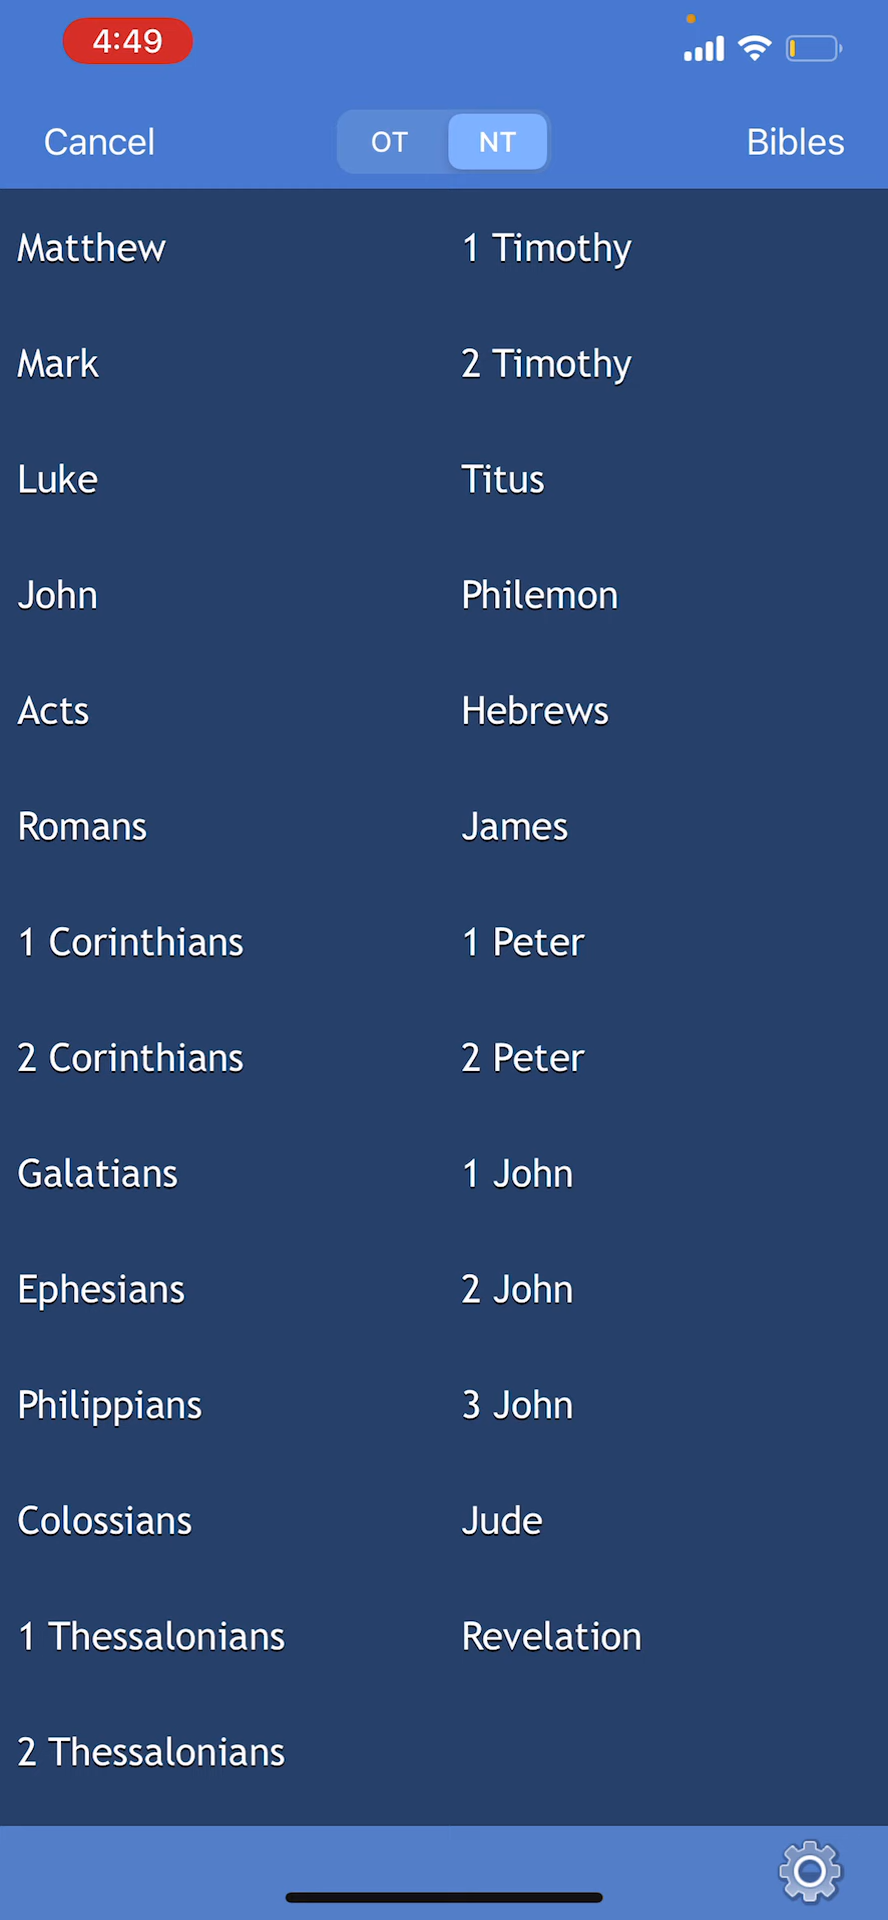 4:49
Cancel
OT
NT
Bibles
Matthew
Mark
Luke
John
Acts
Romans
1 Corinthians
2 Corinthians
Galatians
Ephesians
Philippians
Colossians
1 Thessalonians
2 Thessalonians
1 Timothy
2 Timothy
Titus
Philemon
Hebrews
James
1 Peter
2 Peter
1 John
2 John
3 John
Jude
Revelation